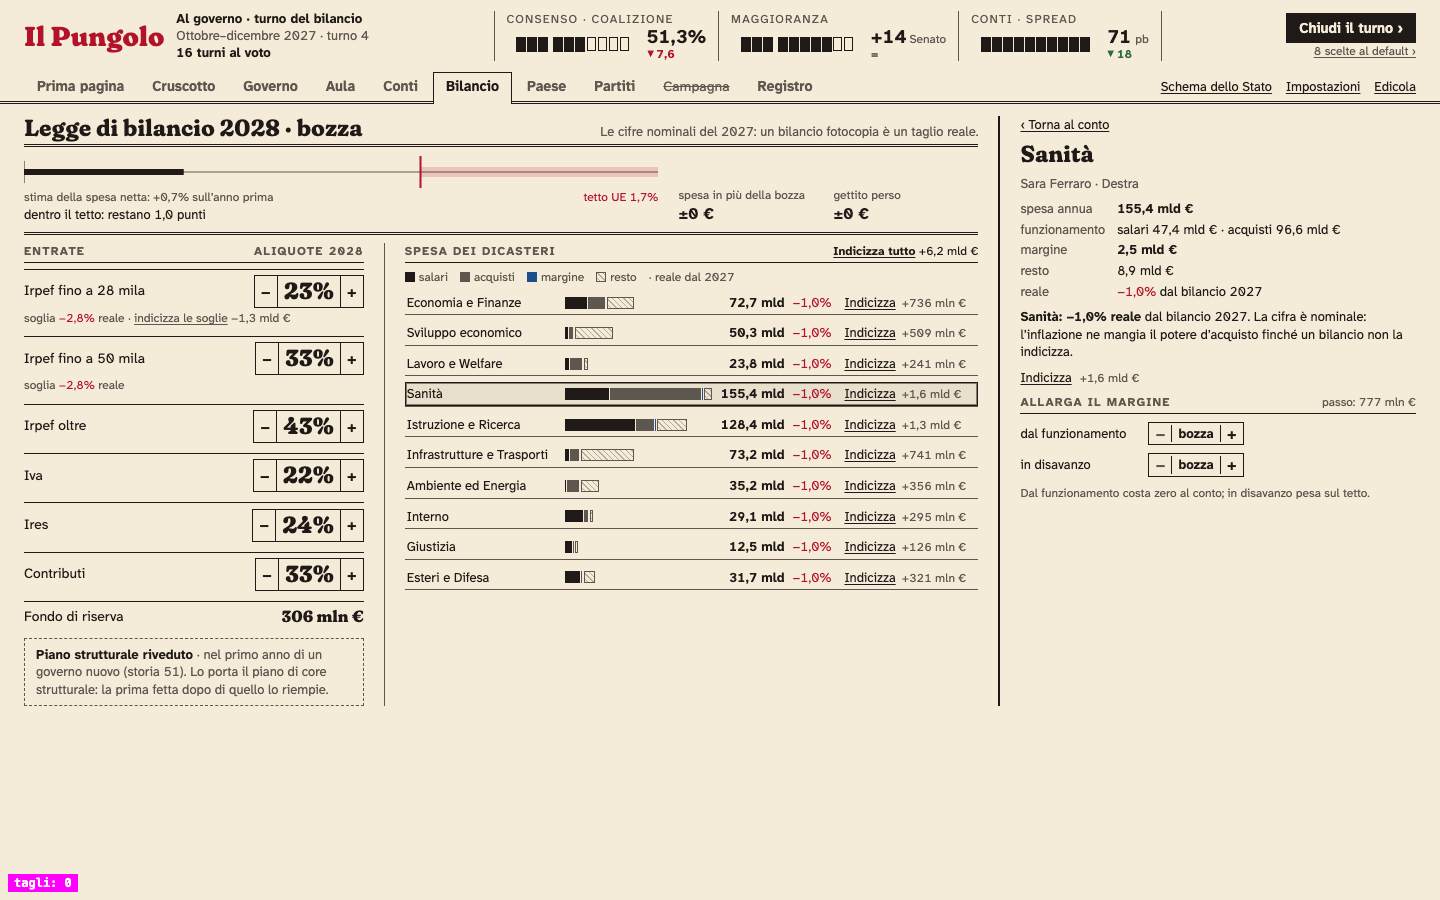 Il Pungolo
Al governo · turno del bilancio
Ottobre–dicembre 2027 · turno 4
16 turni al voto
CONSENSO · COALIZIONE
51,3%
▼7,6
MAGGIORANZA
+14 Senato
=
CONTI · SPREAD
71 pb
▼18
Chiudi il turno ›
8 scelte al default ›
Prima pagina Cruscotto Governo Aula Conti Bilancio Paese Partiti Campagna Registro
Schema dello Stato Impostazioni Edicola
Legge di bilancio 2028 · bozza
Le cifre nominali del 2027: un bilancio fotocopia è un taglio reale.
stima della spesa netta: +0,7% sull’anno prima
tetto UE 1,7%
dentro il tetto: restano 1,0 punti
spesa in più della bozza
±0 €
gettito perso
±0 €
ENTRATE ALIQUOTE 2028
Irpef fino a 28 mila – 23% +
soglia –2,8% reale · indicizza le soglie –1,3 mld €
Irpef fino a 50 mila – 33% +
soglia –2,8% reale
Irpef oltre – 43% +
Iva – 22% +
Ires – 24% +
Contributi – 33% +
Fondo di riserva 306 mln €
Piano strutturale riveduto · nel primo anno di un
governo nuovo (storia 51). Lo porta il piano di core
strutturale: la prima fetta dopo di quello lo riempie.
SPESA DEI DICASTERI Indicizza tutto +6,2 mld €
salari acquisti margine resto · reale dal 2027
Economia e Finanze 72,7 mld –1,0% Indicizza +736 mln €
Sviluppo economico 50,3 mld –1,0% Indicizza +509 mln €
Lavoro e Welfare 23,8 mld –1,0% Indicizza +241 mln €
Sanità 155,4 mld –1,0% Indicizza +1,6 mld €
Istruzione e Ricerca 128,4 mld –1,0% Indicizza +1,3 mld €
Infrastrutture e Trasporti 73,2 mld –1,0% Indicizza +741 mln €
Ambiente ed Energia 35,2 mld –1,0% Indicizza +356 mln €
Interno 29,1 mld –1,0% Indicizza +295 mln €
Giustizia 12,5 mld –1,0% Indicizza +126 mln €
Esteri e Difesa 31,7 mld –1,0% Indicizza +321 mln €
‹ Torna al conto
Sanità
Sara Ferraro · Destra
spesa annua 155,4 mld €
funzionamento salari 47,4 mld € · acquisti 96,6 mld €
margine 2,5 mld €
resto 8,9 mld €
reale –1,0% dal bilancio 2027
Sanità: –1,0% reale dal bilancio 2027. La cifra è nominale:
l’inflazione ne mangia il potere d’acquisto finché un bilancio non la
indicizza.
Indicizza +1,6 mld €
ALLARGA IL MARGINE passo: 777 mln €
dal funzionamento – bozza +
in disavanzo – bozza +
Dal funzionamento costa zero al conto; in disavanzo pesa sul tetto.
tagli: 0